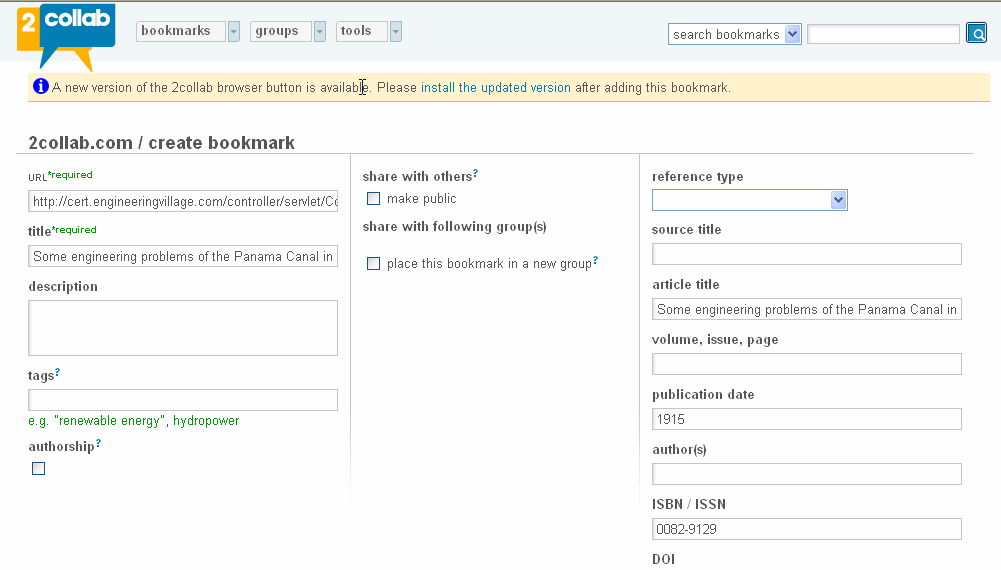 2 collab
bookmarks groups tools search bookmarks
A new version of the 2collab browser button is available. Please install the updated version after adding this bookmark.
2collab.com / create bookmark
URL*required
http://cert.engineeringvillage.com/controller/servlet/Co
title*required
Some engineering problems of the Panama Canal in
description
tags?
e.g. "renewable energy", hydropower
authorship?
share with others?
make public
share with following group(s)
place this bookmark in a new group?
reference type
source title
article title
Some engineering problems of the Panama Canal in
volume, issue, page
publication date
1915
author(s)
ISBN / ISSN
0082-9129
DOI